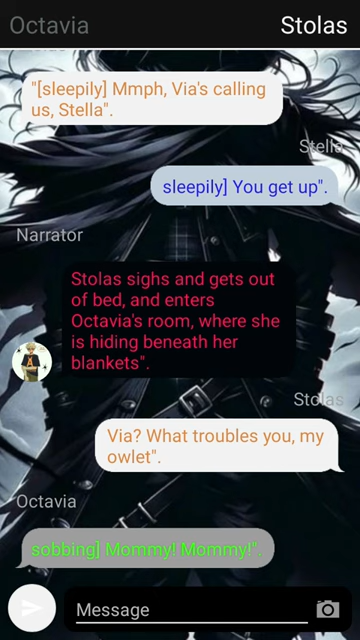 Octavia
Stolas
"[sleepily] Mmph, Via's calling
us, Stella".
Stella
sleepily] You get up".
Narrator
Stolas sighs and gets out
of bed, and enters
Octavia's room, where she
is hiding beneath her
blankets".
Stolas
Via? What troubles you, my
owlet".
Octavia
sobbing] Mommy! Mommy!".
Message